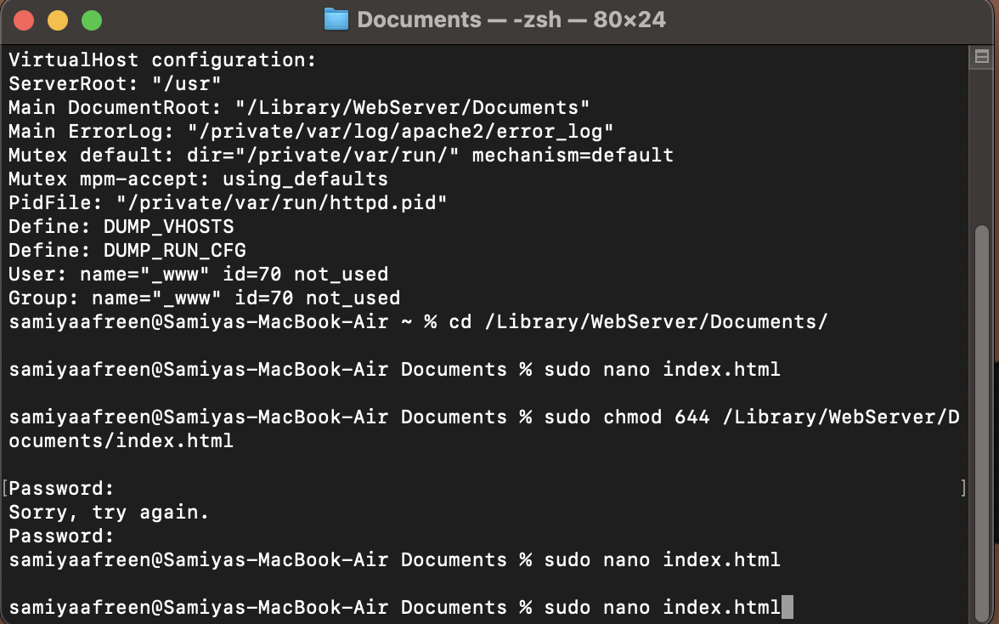 Documents — -zsh — 80×24
VirtualHost configuration:
ServerRoot: "/usr"
Main DocumentRoot: "/Library/WebServer/Documents"
Main ErrorLog: "/private/var/log/apache2/error_log"
Mutex default: dir="/private/var/run/" mechanism=default
Mutex mpm-accept: using_defaults
PidFile: "/private/var/run/httpd.pid"
Define: DUMP_VHOSTS
Define: DUMP_RUN_CFG
User: name="_www" id=70 not_used
Group: name="_www" id=70 not_used
samiyaafreen@Samiyas-MacBook-Air ~ % cd /Library/WebServer/Documents/
samiyaafreen@Samiyas-MacBook-Air Documents % sudo nano index.html
samiyaafreen@Samiyas-MacBook-Air Documents % sudo chmod 644 /Library/WebServer/D
ocuments/index.html
[Password: ]
Sorry, try again.
Password:
samiyaafreen@Samiyas-MacBook-Air Documents % sudo nano index.html
samiyaafreen@Samiyas-MacBook-Air Documents % sudo nano index.html